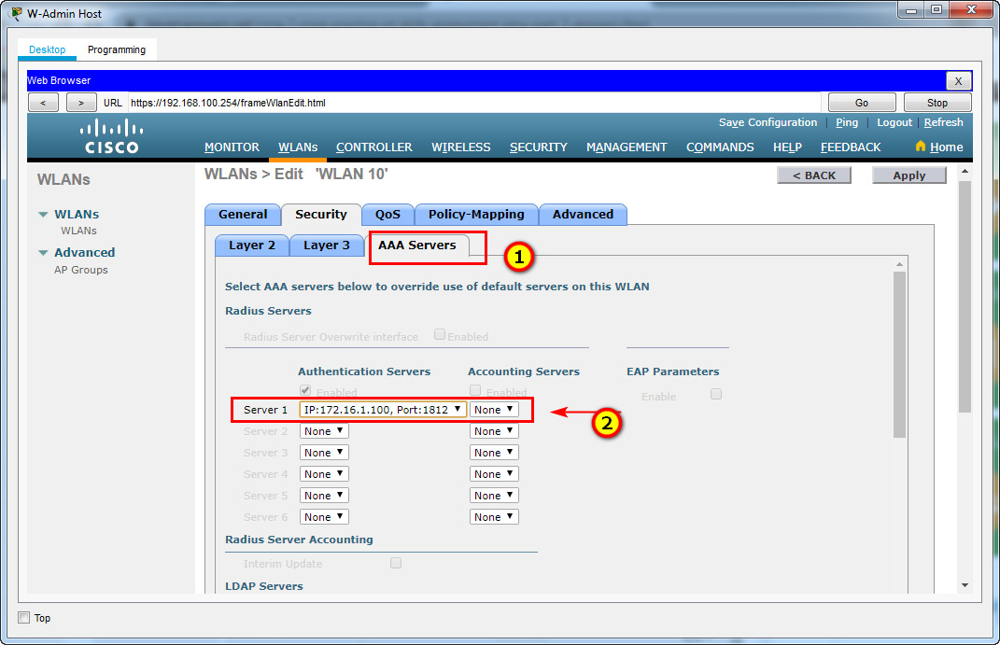 W-Admin Host
Desktop Programming
Web Browser X
< > URL https://192.168.100.254/frameWlanEdit.html Go Stop
Save Configuration | Ping | Logout | Refresh
CISCO MONITOR WLANs CONTROLLER WIRELESS SECURITY MANAGEMENT COMMANDS HELP FEEDBACK Home
WLANs
WLANs
WLANs
Advanced
AP Groups
WLANs > Edit 'WLAN 10' < BACK Apply
General Security QoS Policy-Mapping Advanced
Layer 2 Layer 3 AAA Servers 1
Select AAA servers below to override use of default servers on this WLAN
Radius Servers
Radius Server Overwrite interface Enabled
Authentication Servers Accounting Servers EAP Parameters
Enabled Enabled Enable
Server 1 IP:172.16.1.100, Port:1812 None 2
Server 2 None None
Server 3 None None
Server 4 None None
Server 5 None None
Server 6 None None
Radius Server Accounting
Interim Update
LDAP Servers
Top